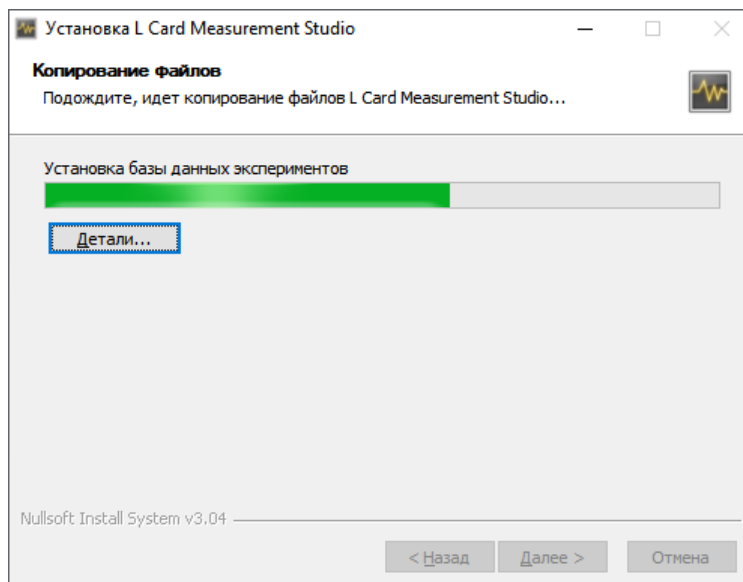 Установка L Card Measurement Studio
Копирование файлов
Подождите, идет копирование файлов L Card Measurement Studio...
Установка базы данных экспериментов
Детали...
Nullsoft Install System v3.04
< Назад
Далее >
Отмена